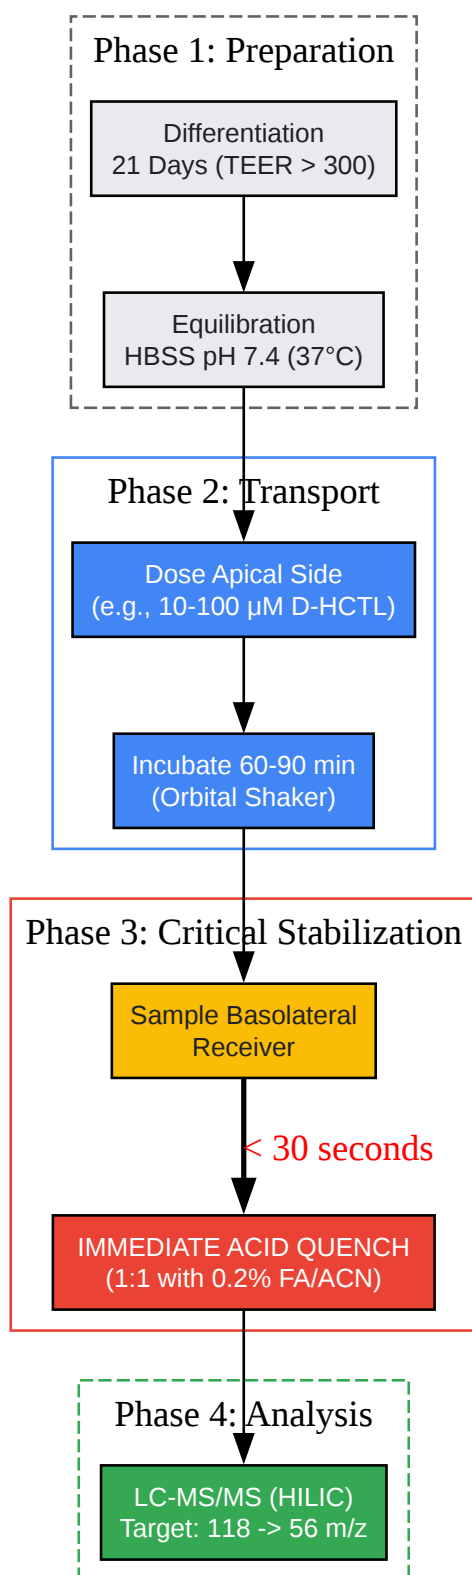 Phase 1: Preparation
Differentiation
21 Days (TEER > 300)
Equilibration
HBSS pH 7.4 (37°C)
Phase 2: Transport
Dose Apical Side
(e.g., 10-100 μM D-HCTL)
Incubate 60-90 min
(Orbital Shaker)
Phase 3: Critical Stabilization
Sample Basolateral
Receiver
< 30 seconds
IMMEDIATE ACID QUENCH
(1:1 with 0.2% FA/ACN)
Phase 4: Analysis
LC-MS/MS (HILIC)
Target: 118 -> 56 m/z